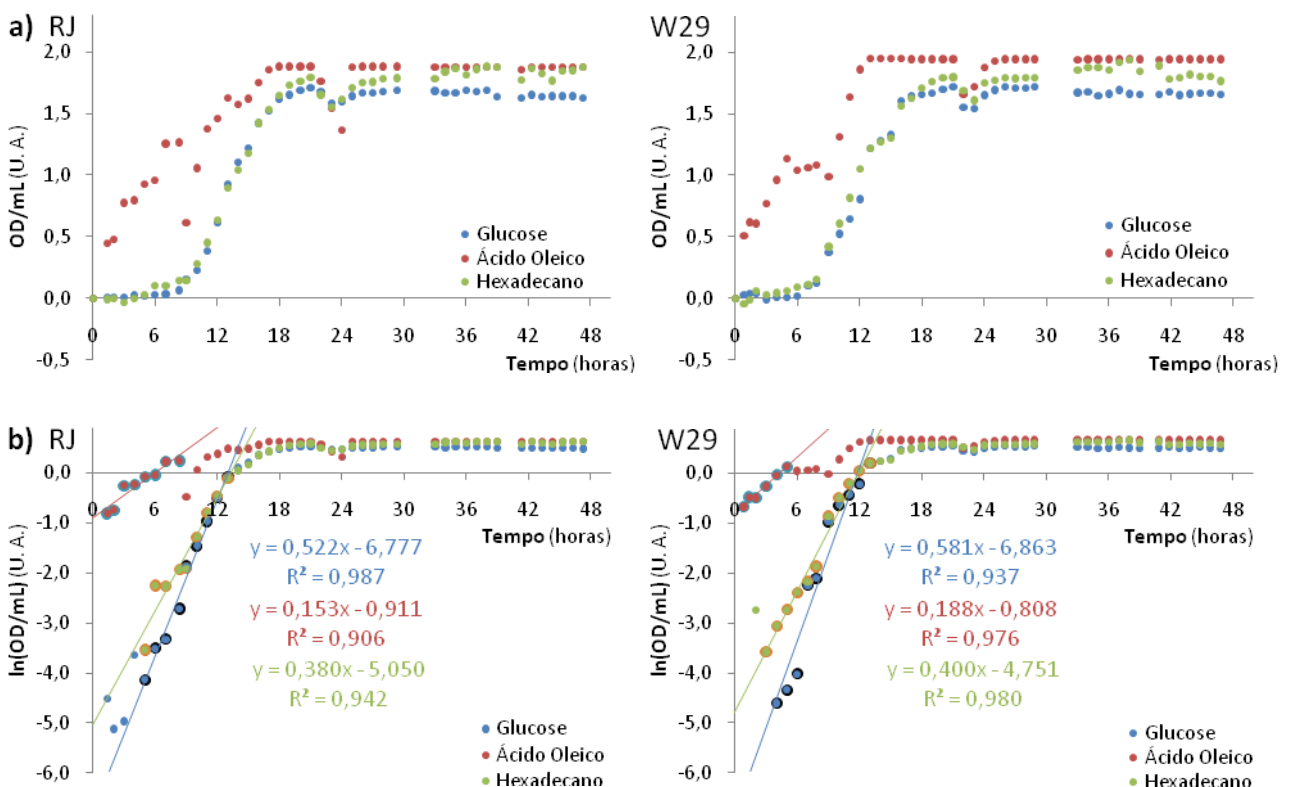 a) RJ
2,0
1,5
1,0
0,5
0,0
-0,5
OD/mL (U. A.)
0 6 12 18 24 30 36 42 48
Tempo (horas)
Glucose
Ácido Oleico
Hexadecano
W29
2,0
1,5
1,0
0,5
0,0
-0,5
OD/mL (U. A.)
0 6 12 18 24 30 36 42 48
Tempo (horas)
Glucose
Ácido Oleico
Hexadecano
b) RJ
0,0
-1,0
-2,0
-3,0
-4,0
-5,0
-6,0
ln(OD/mL) (U. A.)
0 6 12 18 24 30 36 42 48
Tempo (horas)
y = 0,522x - 6,777
R² = 0,987
y = 0,153x - 0,911
R² = 0,906
y = 0,380x - 5,050
R² = 0,942
Glucose
Ácido Oleico
Hexadecano
W29
0,0
-1,0
-2,0
-3,0
-4,0
-5,0
-6,0
ln(OD/mL) (U. A.)
0 6 12 18 24 30 36 42 48
Tempo (horas)
y = 0,581x - 6,863
R² = 0,937
y = 0,188x - 0,808
R² = 0,976
y = 0,400x - 4,751
R² = 0,980
Glucose
Ácido Oleico
Hexadecano